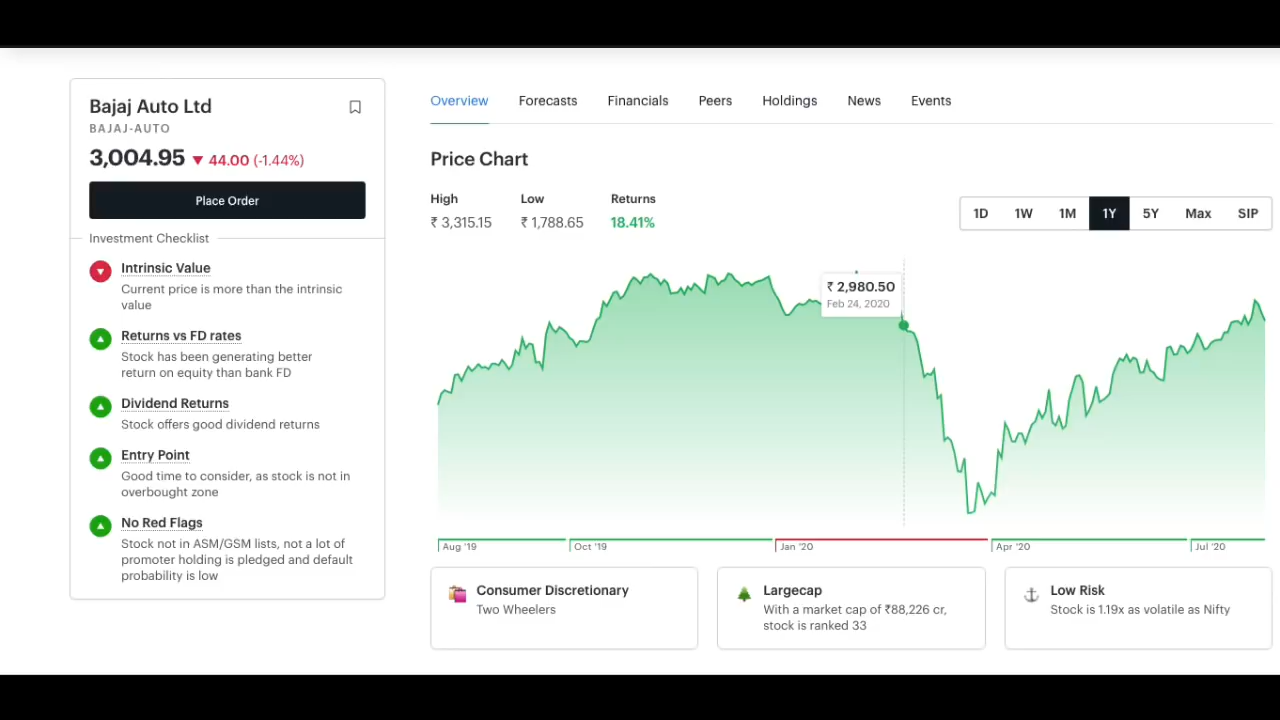 Bajaj Auto Ltd
BAJAJ-AUTO
3,004.95 ▼ 44.00 (-1.44%)
Place Order
Investment Checklist
Intrinsic Value
Current price is more than the intrinsic
value
Returns vs FD rates
Stock has been generating better
return on equity than bank FD
Dividend Returns
Stock offers good dividend returns
Entry Point
Good time to consider, as stock is not in
overbought zone
No Red Flags
Stock not in ASM/GSM lists, not a lot of
promoter holding is pledged and default
probability is low
Overview Forecasts Financials Peers Holdings News Events
Price Chart
High Low Returns
₹ 3,315.15 ₹ 1,788.65 18.41%
1D 1W 1M 1Y 5Y Max SIP
₹ 2,980.50
Feb 24, 2020
Aug '19 Oct '19 Jan '20 Apr '20 Jul '20
Consumer Discretionary
Two Wheelers
Largecap
With a market cap of ₹88,226 cr,
stock is ranked 33
Low Risk
Stock is 1.19x as volatile as Nifty